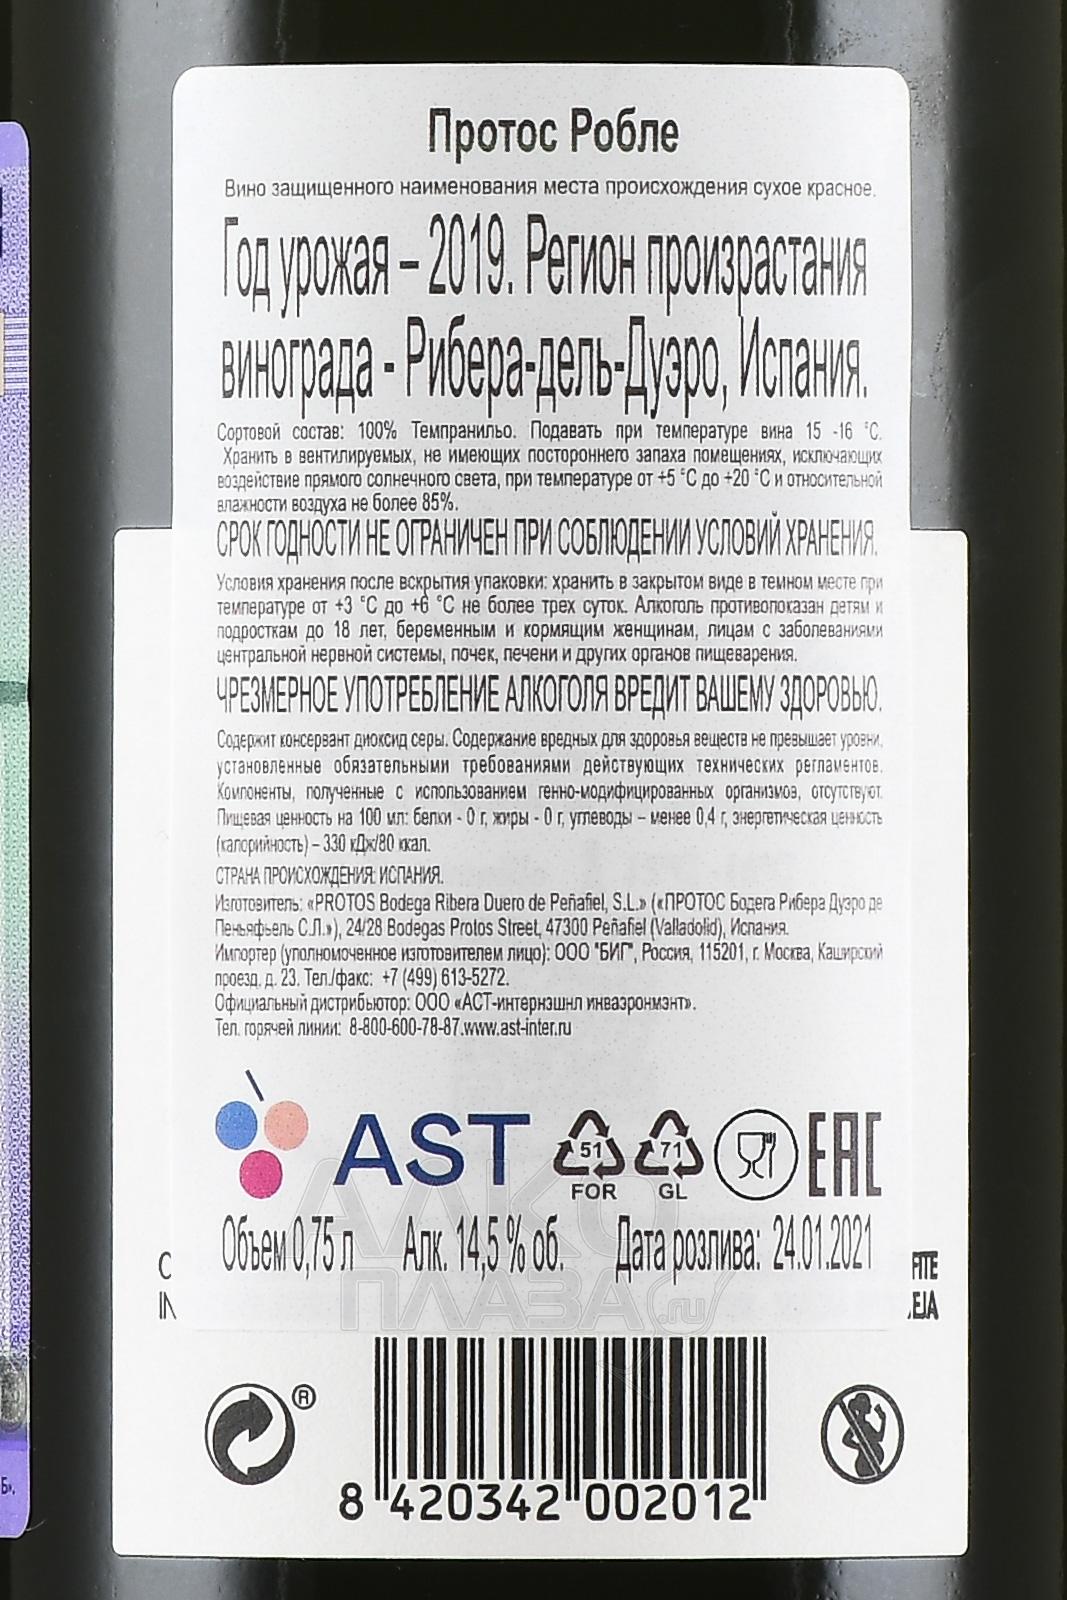 Протос Робле
Вино защищенного наименования места происхождения сухое красное.
Год урожая – 2019. Регион произрастания
винограда - Рибера-дель-Дуэро, Испания.
Сортовой состав: 100% Темпранильо. Подавать при температуре вина 15 -16 °C.
Хранить в вентилируемых, не имеющих постороннего запаха помещениях, исключающих
воздействие прямого солнечного света, при температуре от +5 °C до +20 °C и относительной
влажности воздуха не более 85%.
СРОК ГОДНОСТИ НЕ ОГРАНИЧЕН ПРИ СОБЛЮДЕНИИ УСЛОВИЙ ХРАНЕНИЯ.
Условия хранения после вскрытия упаковки: хранить в закрытом виде в темном месте при
температуре от +3 °C до +6 °C не более трех суток. Алкоголь противопоказан детям и
подросткам до 18 лет, беременным и кормящим женщинам, лицам с заболеваниями
центральной нервной системы, почек, печени и других органов пищеварения.
ЧРЕЗМЕРНОЕ УПОТРЕБЛЕНИЕ АЛКОГОЛЯ ВРЕДИТ ВАШЕМУ ЗДОРОВЬЮ.
Содержит консервант диоксид серы. Содержание вредных для здоровья веществ не превышает уровни,
установленные обязательными требованиями действующих технических регламентов.
Компоненты, полученные с использованием генно-модифицированных организмов, отсутствуют.
Пищевая ценность на 100 мл: белки - 0 г, жиры - 0 г, углеводы – менее 0,4 г, энергетическая ценность
(калорийность) – 330 кДж/80 ккал.
СТРАНА ПРОИСХОЖДЕНИЯ: ИСПАНИЯ.
Изготовитель: «PROTOS Bodega Ribera Duero de Peñafiel, S.L.» («ПРОТОС Бодега Рибера Дуэро де
Пеньяфьель С.Л.»), 24/28 Bodegas Protos Street, 47300 Peñafiel (Valladolid), Испания.
Импортер (уполномоченное изготовителем лицо): ООО "БИГ", Россия, 115201, г. Москва, Каширский
проезд, д. 23. Тел./факс: +7 (499) 613-5272.
Официальный дистрибьютор: ООО «АСТ-интернэшнл инваэронмэнт».
Тел. горячей линии: 8-800-600-78-87.www.ast-inter.ru
AST 51 FOR 71 GL EAC
Объем 0,75 л Алк. 14,5 % об. Дата розлива: 24.01.2021
АЛКО
ПЛАЗА.ru
FITE
EJA
®
8 420342 002012